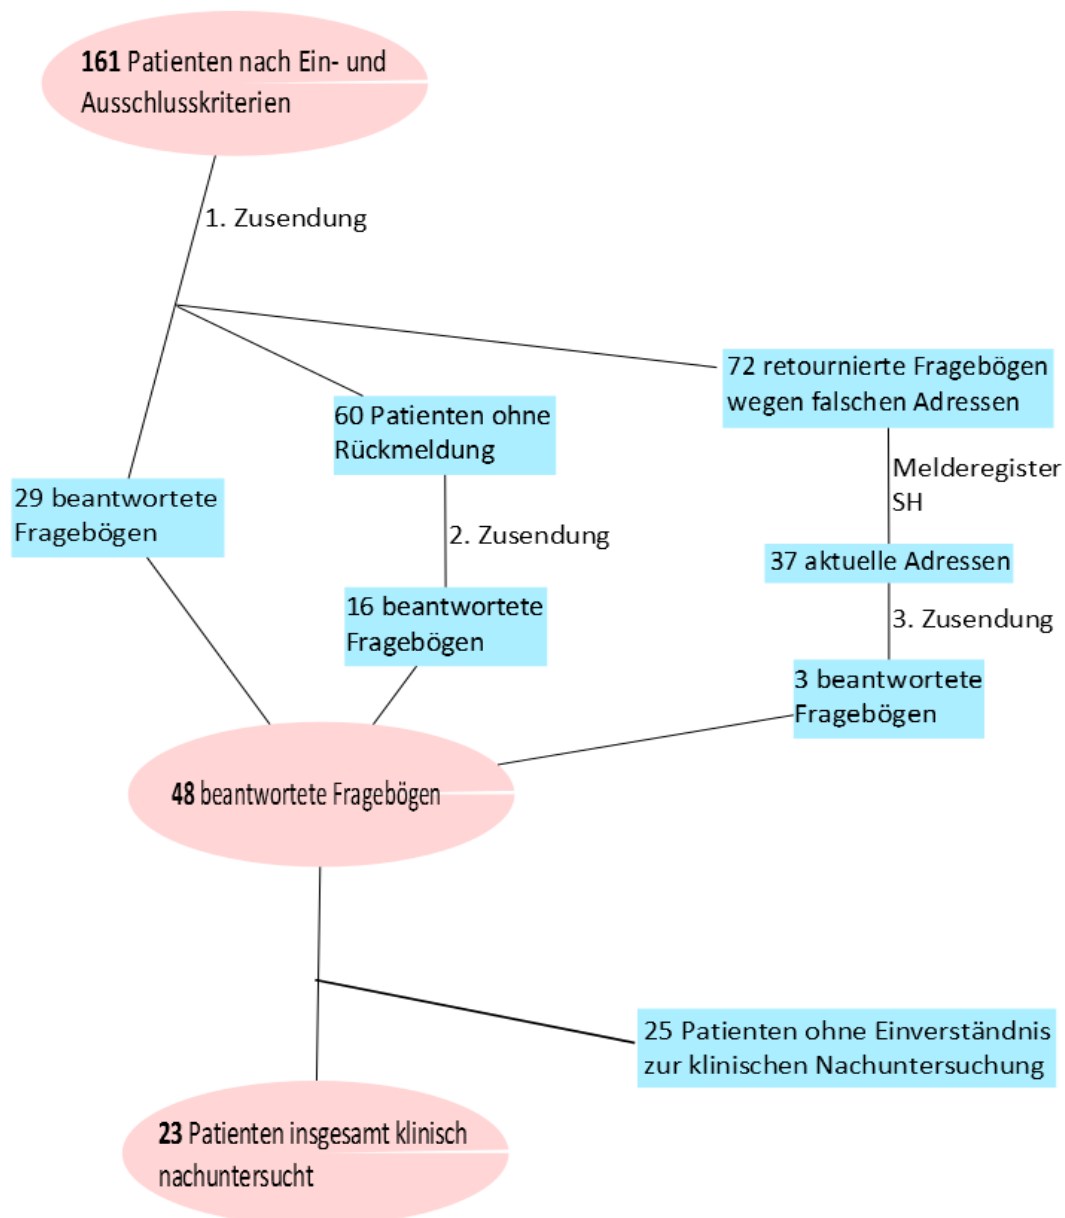 161 Patienten nach Ein- und
Ausschlusskriterien
1. Zusendung
72 retournierte Fragebögen
wegen falschen Adressen
60 Patienten ohne
Rückmeldung
Melderegister
SH
29 beantwortete
Fragebögen
2. Zusendung
37 aktuelle Adressen
16 beantwortete
Fragebögen
3. Zusendung
3 beantwortete
Fragebögen
48 beantwortete Fragebögen
25 Patienten ohne Einverständnis
zur klinischen Nachuntersuchung
23 Patienten insgesamt klinisch
nachuntersucht